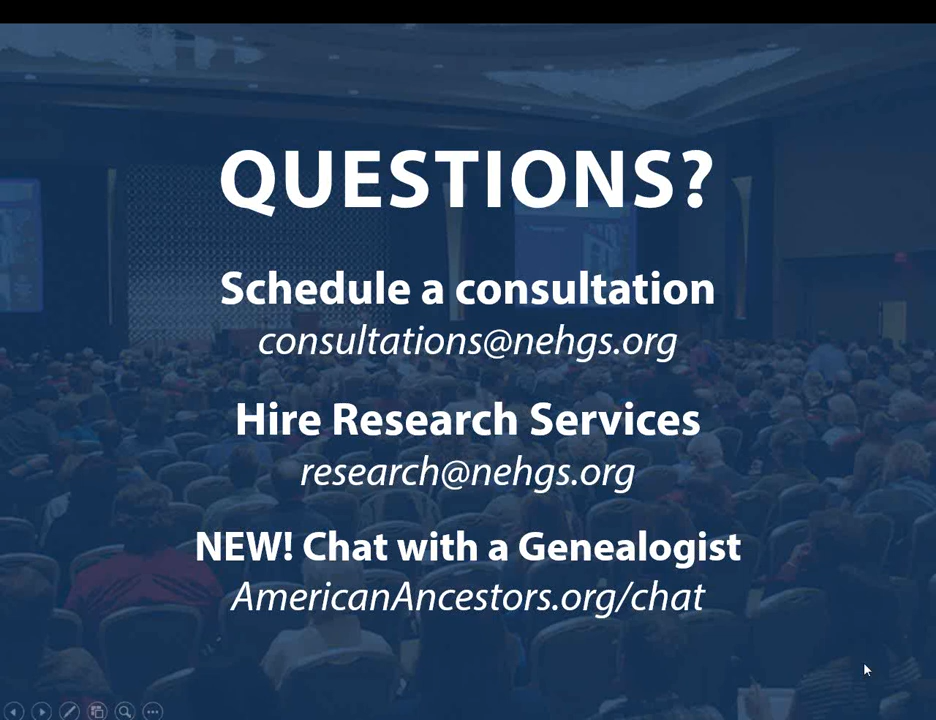 QUESTIONS?
Schedule a consultation
consultations@nehgs.org
Hire Research Services
research@nehgs.org
NEW! Chat with a Genealogist
AmericanAncestors.org/chat